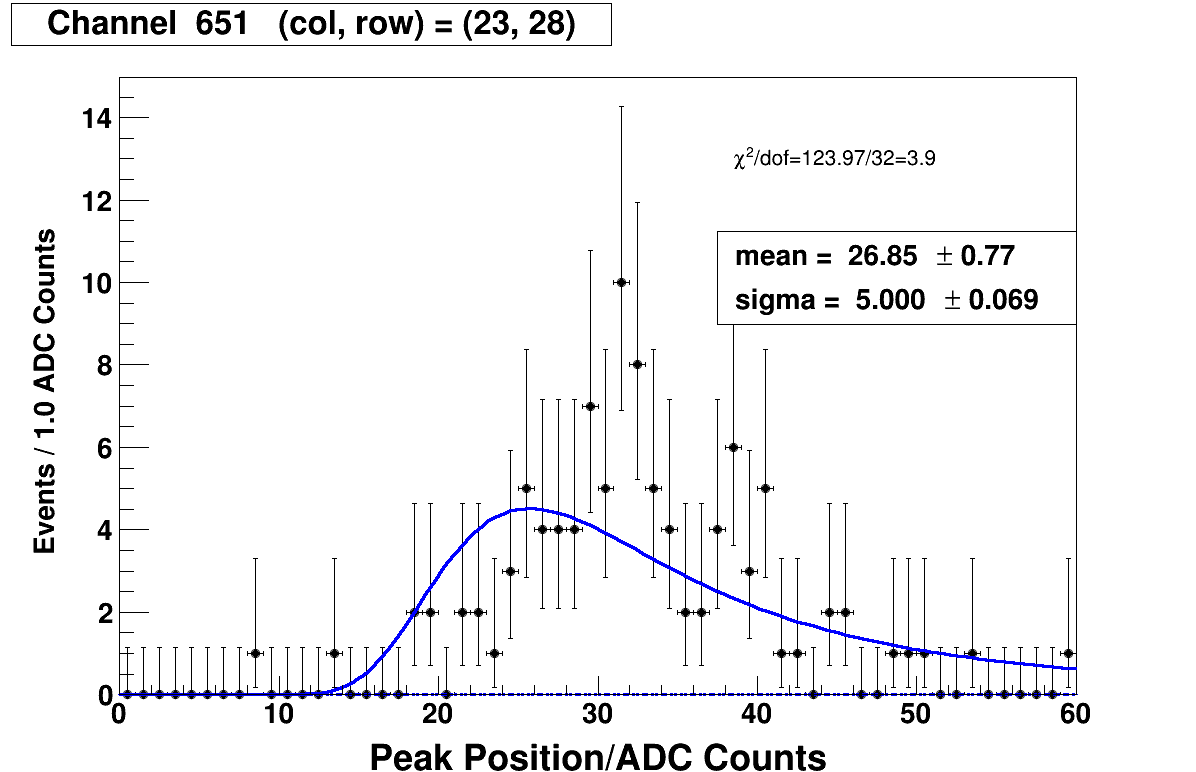 Channel 651 (col, row) = (23, 28)
χ²/dof=123.97/32=3.9
mean = 26.85 ± 0.77
sigma = 5.000 ± 0.069
Events / 1.0 ADC Counts
14
12
10
8
6
4
2
0
0 10 20 30 40 50 60
Peak Position/ADC Counts